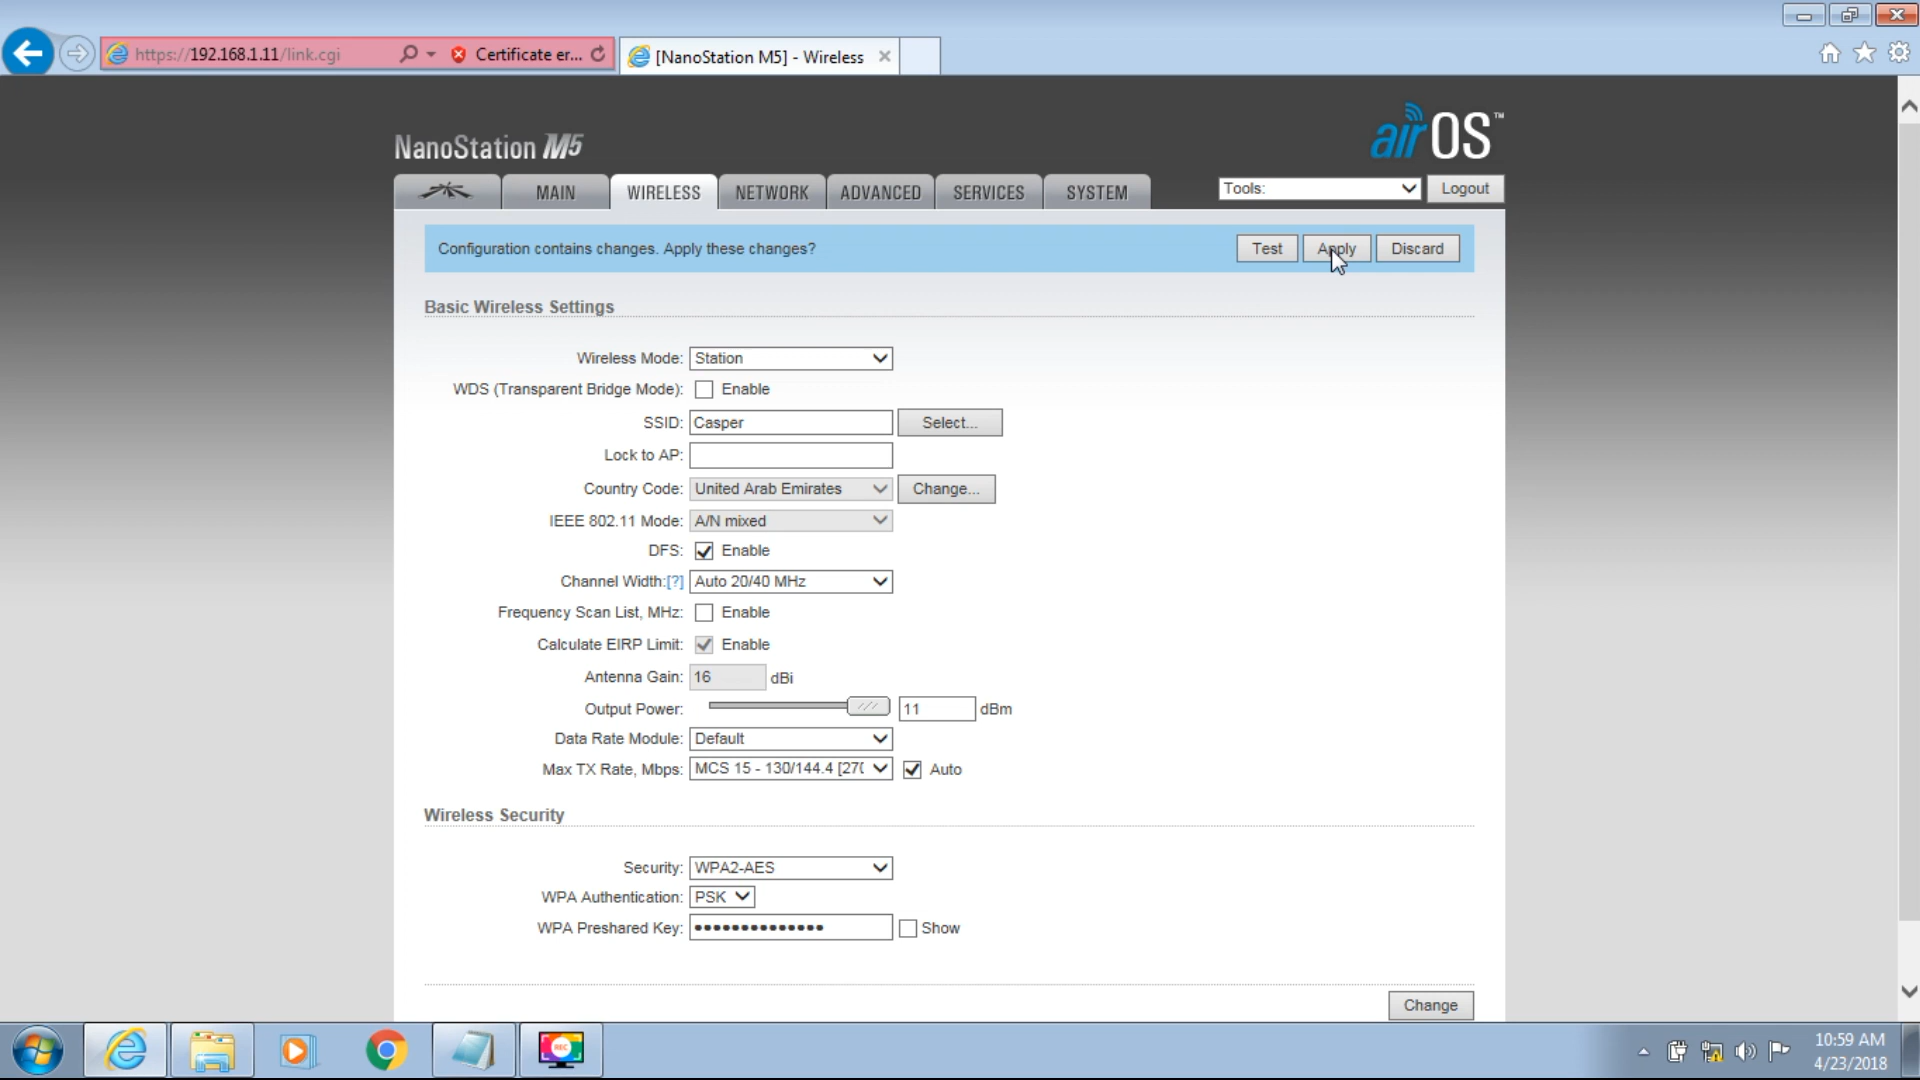 https://192.168.1.11/link.cgi Certificate er... [NanoStation M5] - Wireless
NanoStation M5 airOS™
MAIN WIRELESS NETWORK ADVANCED SERVICES SYSTEM Tools: Logout
Configuration contains changes. Apply these changes? Test Apply Discard
Basic Wireless Settings
Wireless Mode: Station
WDS (Transparent Bridge Mode): Enable
SSID: Casper Select...
Lock to AP:
Country Code: United Arab Emirates Change...
IEEE 802.11 Mode: A/N mixed
DFS: Enable
Channel Width:[?] Auto 20/40 MHz
Frequency Scan List, MHz: Enable
Calculate EIRP Limit: Enable
Antenna Gain: 16 dBi
Output Power: 11 dBm
Data Rate Module: Default
Max TX Rate, Mbps: MCS 15 - 130/144.4 [270 Auto
Wireless Security
Security: WPA2-AES
WPA Authentication: PSK
WPA Preshared Key: •••••••••••••• Show
Change
REC
10:59 AM
4/23/2018